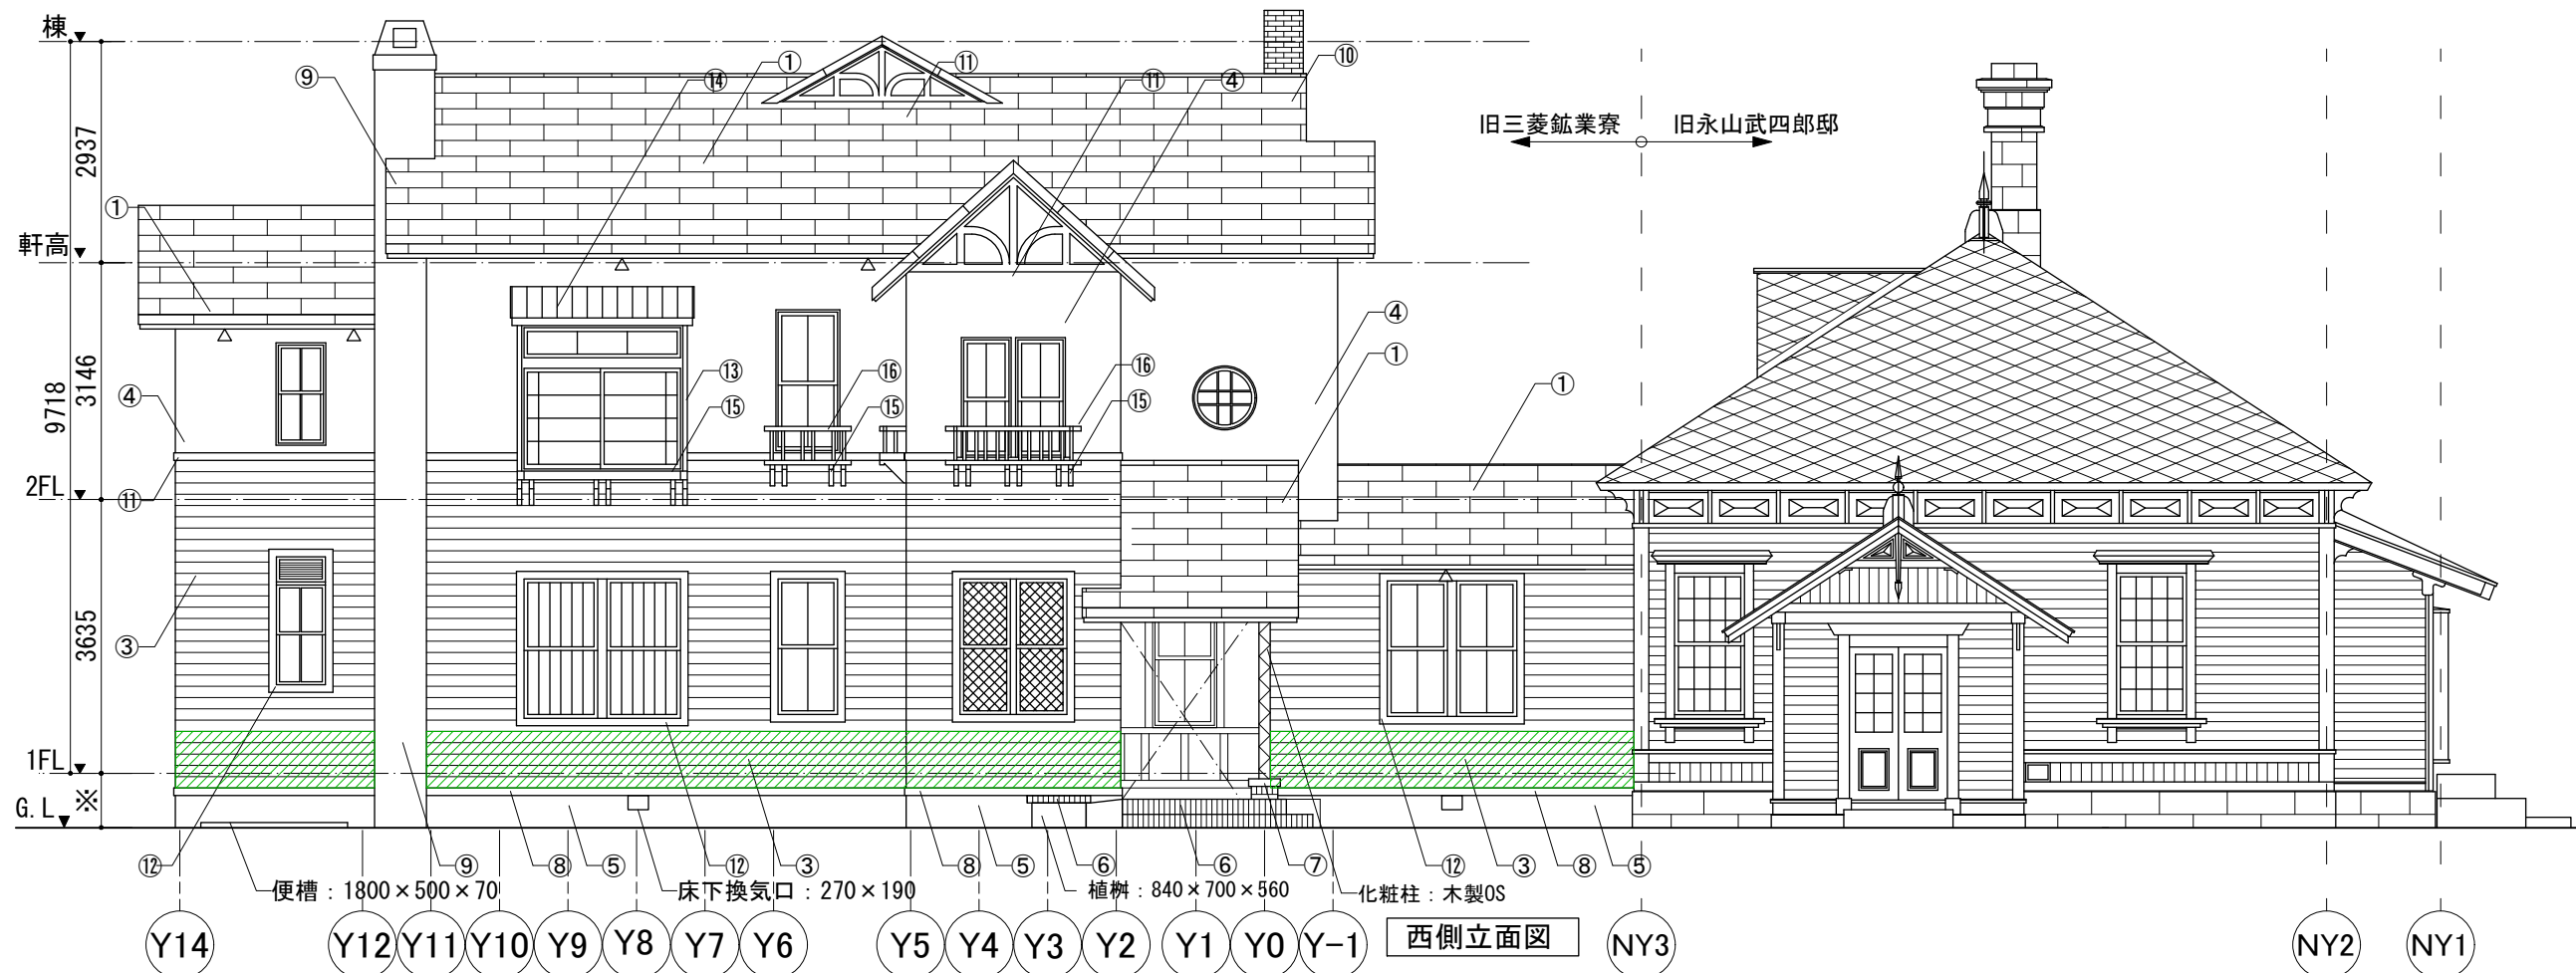 棟
⑨
⑭
①
⑪
⑪
④
⑩
2937
旧三菱鉱業寮 旧永山武四郎邸
①
軒高
④
①
①
⑬
⑯
⑯
⑮
⑮
⑮
④
9718
3146
⑪
2FL
③
③
3635
1FL
※
G.L
⑫
⑨
⑧
⑤
⑫
③
⑧
⑤
⑥
⑥
⑦
⑫
③
⑧
⑤
便槽：1800×500×70
床下換気口：270×190
植桝：840×700×560
化粧柱：木製OS
Y14
Y12
Y11
Y10
Y9
Y8
Y7
Y6
Y5
Y4
Y3
Y2
Y1
Y0
Y-1
西側立面図
NY3
NY2
NY1